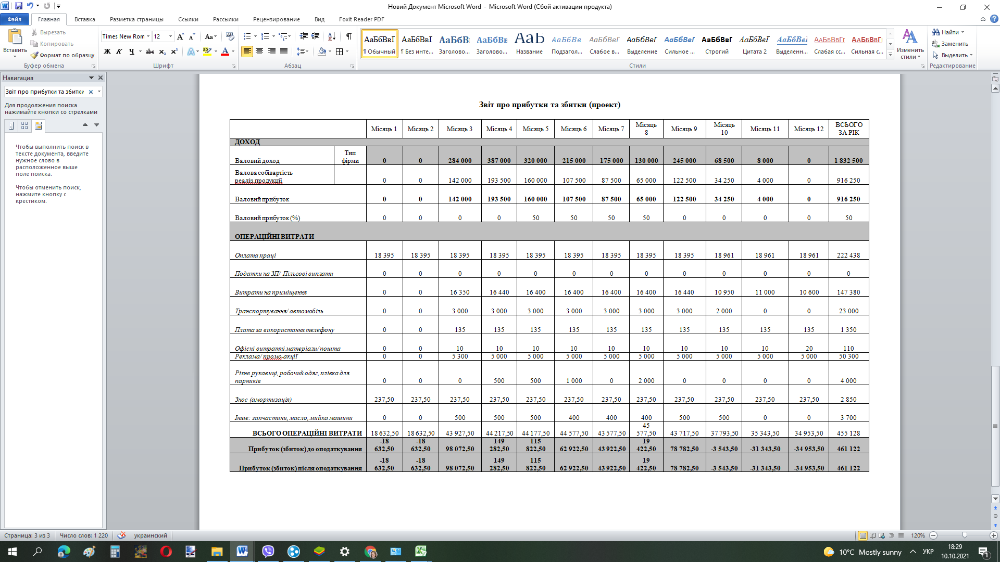 Новий Документ Microsoft Word - Microsoft Word (Сбой активации продукта)
Файл Главная Вставка Разметка страницы Ссылки Рассылки Рецензирование Вид Foxit Reader PDF
Вставить
Вырезать
Копировать
Формат по образцу
Буфер обмена
Times New Rom 12
Шрифт
Абзац
АаБбВвГ АаБбВвГ АаБбВ АаБбВв АаБ АаБбВв. АаБбВвГ АаБбВвГ АаБбВвГ АаБбВвГ АаБбВвГ АаБбВвГ АаБбВвГг АаБбВвГг
¶ Обычный ¶ Без инте... Заголово... Заголово... Название Подзагол... Слабое в... Выделение Сильное ... Строгий Цитата 2 Выделенн... Слабая сс... Сильная с...
Стили
Изменить стили
Найти
Заменить
Выделить
Редактирование
Навигация
Звіт про прибутки та збитки
Для продолжения поиска
нажимайте кнопки со стрелками
Чтобы выполнить поиск в
тексте документа, введите
нужное слово в
расположенное выше
поле поиска.
Чтобы отменить поиск,
нажмите кнопку с
крестиком.
Звіт про прибутки та збитки (проект)
Місяць 1 Місяць 2 Місяць 3 Місяць 4 Місяць 5 Місяць 6 Місяць 7 Місяць 8 Місяць 9 Місяць 10 Місяць 11 Місяць 12 ВСЬОГО ЗА РІК
ДОХОД
Валовий доход Тип фірми 0 0 284 000 387 000 320 000 215 000 175 000 130 000 245 000 68 500 8 000 0 1 832 500
Валова собівартість реаліз.продукції 0 0 142 000 193 500 160 000 107 500 87 500 65 000 122 500 34 250 4 000 0 916 250
Валовий прибуток 0 0 142 000 193 500 160 000 107 500 87 500 65 000 122 500 34 250 4 000 0 916 250
Валовий прибуток (%) 0 0 0 0 50 50 50 50 0 0 0 0 50
ОПЕРАЦІЙНІ ВИТРАТИ
Оплата праці 18 395 18 395 18 395 18 395 18 395 18 395 18 395 18 395 18 395 18 961 18 961 18 961 222 438
Податки на ЗП/ Пільгові виплати 0 0 0 0 0 0 0 0 0 0 0 0 0
Витрати на приміщення 0 0 16 350 16 440 16 400 16 400 16 400 16 400 16 440 10 950 11 000 10 600 147 380
Транспортування/ автомобіль 0 0 3 000 3 000 3 000 3 000 3 000 3 000 3 000 2 000 0 0 23 000
Плата за використання телефону 0 0 135 135 135 135 135 135 135 135 135 135 1 350
Офісні витратні матеріали/ пошта 0 0 10 10 10 10 10 10 10 10 10 20 110
Реклама/ промо-акції 0 0 5 300 5 000 5 000 5 000 5 000 5 000 5 000 5 000 5 000 5 000 50 300
Різне рукавиці, робочий одяг, плівка для парників 0 0 0 500 500 1 000 0 2 000 0 0 0 0 4 000
Знос (амортизація) 237,50 237,50 237,50 237,50 237,50 237,50 237,50 237,50 237,50 237,50 237,50 237,50 2 850
Інше: запчастини, масло, мийка машини 0 0 500 500 500 400 400 400 500 500 0 0 3 700
ВСЬОГО ОПЕРАЦІЙНІ ВИТРАТИ 18 632,50 18 632,50 43 927,50 44 217,50 44 177,50 44 577,50 43 577,50 45 577,50 43 717,50 37 793,50 35 343,50 34 953,50 455 128
Прибуток (збиток) до оподаткування -18 632,50 -18 632,50 98 072,50 149 282,50 115 822,50 62 922,50 43 922,50 19 422,50 78 782,50 -3 543,50 -31 343,50 -34 953,50 461 122
Прибуток (збиток) після оподаткування -18 632,50 -18 632,50 98 072,50 149 282,50 115 822,50 62 922,50 43 922,50 19 422,50 78 782,50 -3 543,50 -31 343,50 -34 953,50 461 122
Страница: 3 из 3 Число слов: 1 220 украинский 120%
10°C Mostly sunny УКР 18:29
10.10.2021